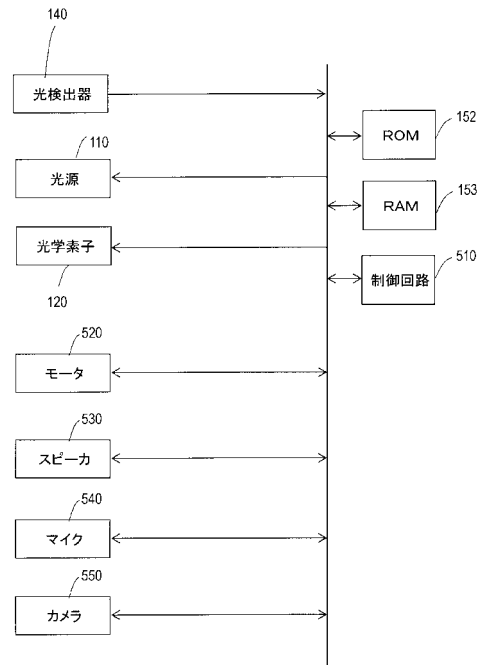 140
光検出器
152
ROM
110
光源
153
RAM
光学素子
120
510
制御回路
520
モータ
530
スピーカ
540
マイク
550
カメラ